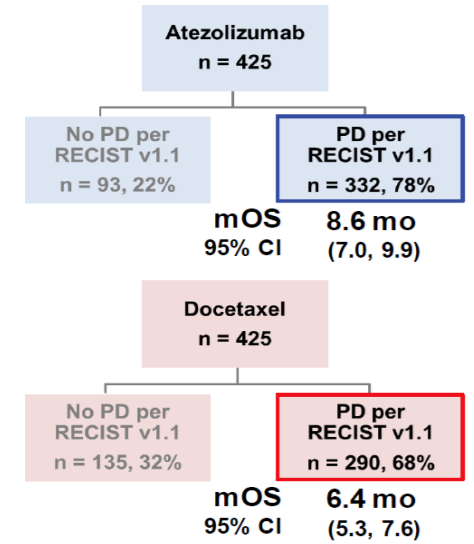 Atezolizumab
n = 425
No PD per
RECIST v1.1
n = 93, 22%
PD per
RECIST v1.1
n = 332, 78%
mOS 8.6 mo
95% CI (7.0, 9.9)
Docetaxel
n = 425
No PD per
RECIST v1.1
n = 135, 32%
PD per
RECIST v1.1
n = 290, 68%
mOS 6.4 mo
95% CI (5.3, 7.6)